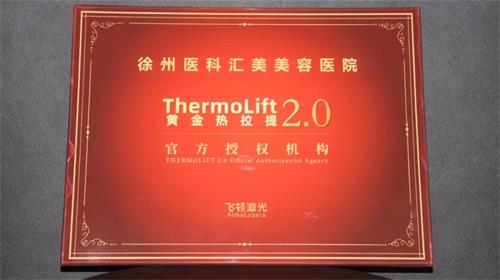 徐州医科汇美美容医院
ThermoLift 2.0
黄金热拉提
官方授权机构
THERMOLIFT 2.0 Official Authorization Agency
飞顿激光
AlmaLasers